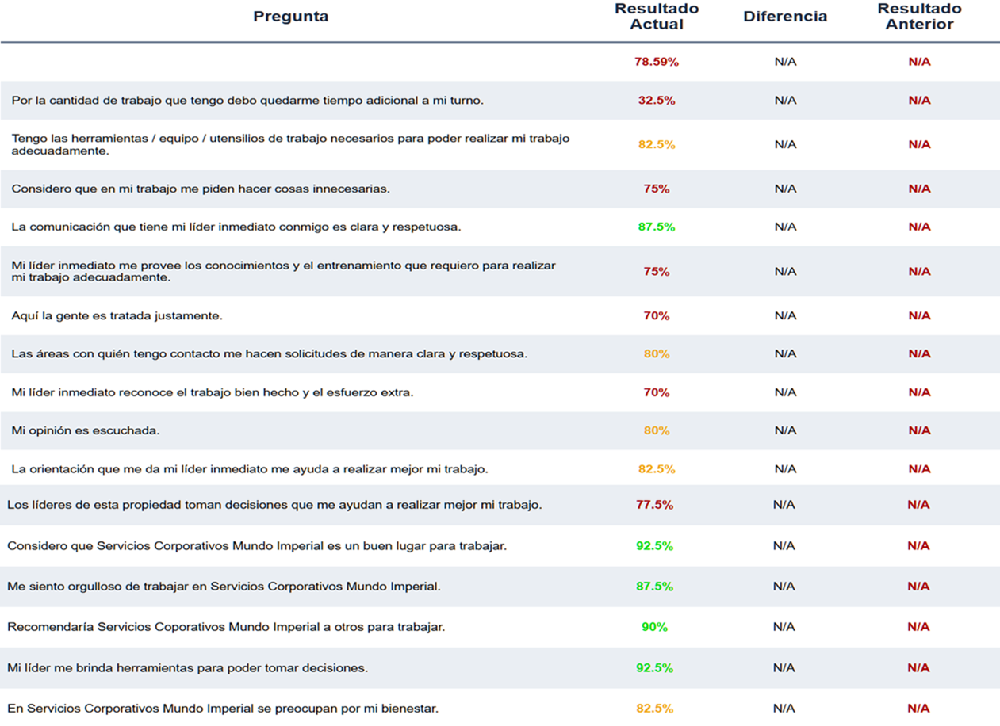 Pregunta Resultado Actual Diferencia Resultado Anterior
78.59% N/A N/A
Por la cantidad de trabajo que tengo debo quedarme tiempo adicional a mi turno. 32.5% N/A N/A
Tengo las herramientas / equipo / utensilios de trabajo necesarios para poder realizar mi trabajo
adecuadamente. 82.5% N/A N/A
Considero que en mi trabajo me piden hacer cosas innecesarias. 75% N/A N/A
La comunicación que tiene mi líder inmediato conmigo es clara y respetuosa. 87.5% N/A N/A
Mi líder inmediato me provee los conocimientos y el entrenamiento que requiero para realizar
mi trabajo adecuadamente. 75% N/A N/A
Aquí la gente es tratada justamente. 70% N/A N/A
Las áreas con quién tengo contacto me hacen solicitudes de manera clara y respetuosa. 80% N/A N/A
Mi líder inmediato reconoce el trabajo bien hecho y el esfuerzo extra. 70% N/A N/A
Mi opinión es escuchada. 80% N/A N/A
La orientación que me da mi líder inmediato me ayuda a realizar mejor mi trabajo. 82.5% N/A N/A
Los líderes de esta propiedad toman decisiones que me ayudan a realizar mejor mi trabajo. 77.5% N/A N/A
Considero que Servicios Corporativos Mundo Imperial es un buen lugar para trabajar. 92.5% N/A N/A
Me siento orgulloso de trabajar en Servicios Corporativos Mundo Imperial. 87.5% N/A N/A
Recomendaría Servicios Coporativos Mundo Imperial a otros para trabajar. 90% N/A N/A
Mi líder me brinda herramientas para poder tomar decisiones. 92.5% N/A N/A
En Servicios Corporativos Mundo Imperial se preocupan por mi bienestar. 82.5% N/A N/A